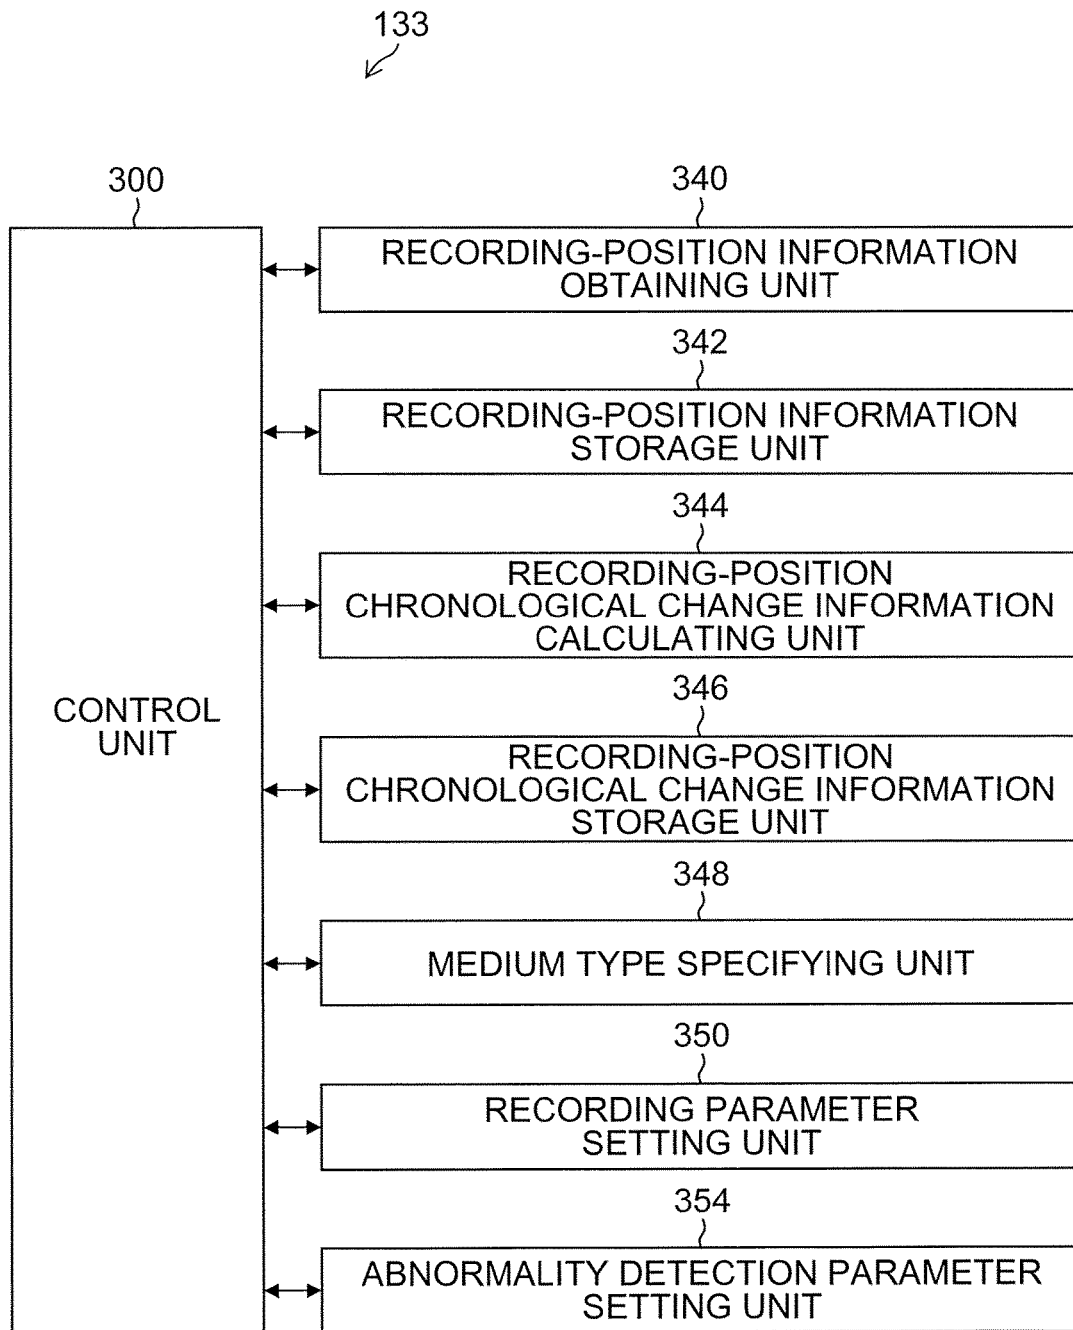 133
300
340
RECORDING-POSITION INFORMATION
OBTAINING UNIT
342
RECORDING-POSITION INFORMATION
STORAGE UNIT
344
RECORDING-POSITION
CHRONOLOGICAL CHANGE INFORMATION
CALCULATING UNIT
CONTROL
UNIT
346
RECORDING-POSITION
CHRONOLOGICAL CHANGE INFORMATION
STORAGE UNIT
348
MEDIUM TYPE SPECIFYING UNIT
350
RECORDING PARAMETER
SETTING UNIT
354
ABNORMALITY DETECTION PARAMETER
SETTING UNIT